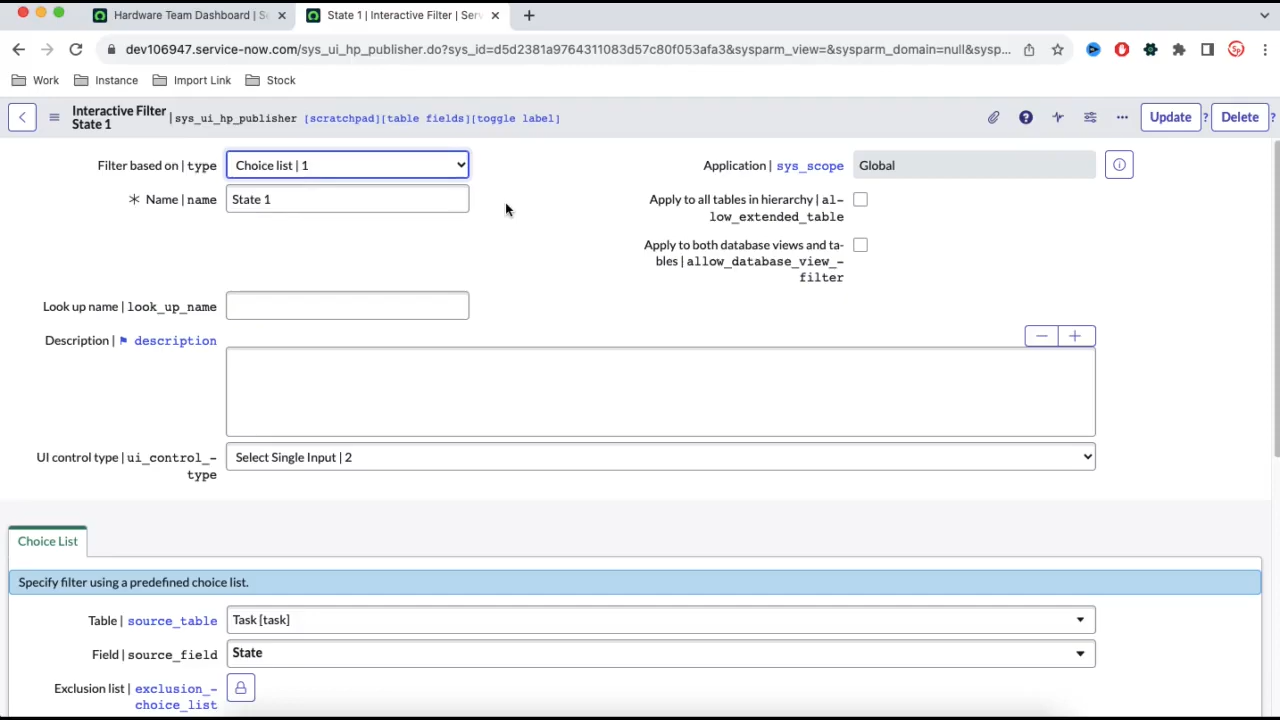 Hardware Team Dashboard | S
State 1 | Interactive Filter | Serv
dev106947.service-now.com/sys_ui_hp_publisher.do?sys_id=d5d2381a9764311083d57c80f053afa3&sysparm_view=&sysparm_domain=null&sysp...
Work
Instance
Import Link
Stock
Interactive Filter
State 1
|sys_ui_hp_publisher [scratchpad][table fields][toggle label]
Update ?
Delete ?
Filter based on | type
Choice list | 1
Application | sys_scope
Global
Name | name
State 1
Apply to all tables in hierarchy | al-
low_extended_table
Apply to both database views and ta-
bles | allow_database_view_-
filter
Look up name | look_up_name
Description | description
UI control type | ui_control_-
type
Select Single Input | 2
Choice List
Specify filter using a predefined choice list.
Table | source_table
Task [task]
Field | source_field
State
Exclusion list | exclusion_-
choice_list